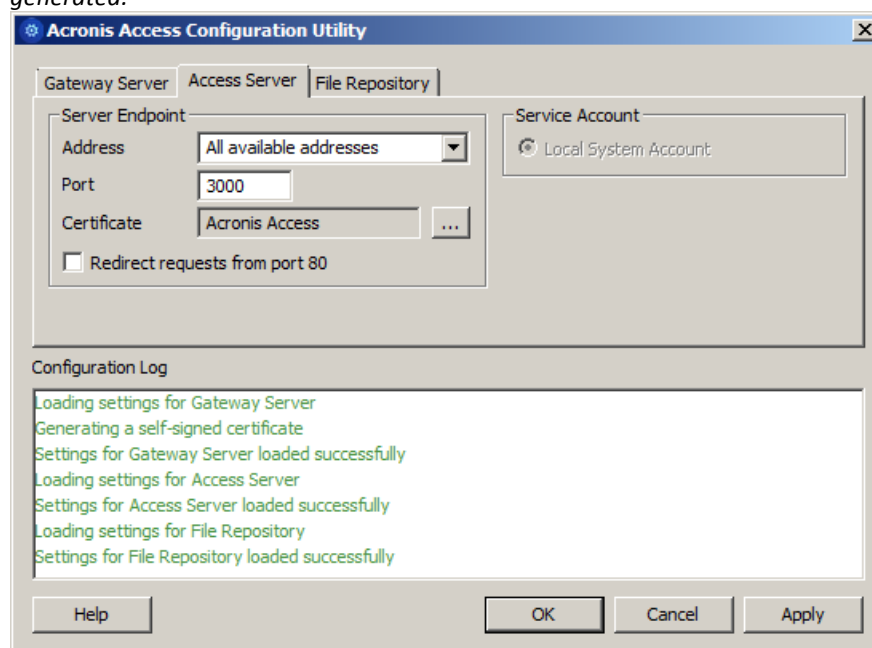 generated.
Acronis Access Configuration Utility
Gateway Server Access Server File Repository
Server Endpoint
Address All available addresses
Port 3000
Certificate Acronis Access ...
Redirect requests from port 80
Service Account
Local System Account
Configuration Log
Loading settings for Gateway Server
Generating a self-signed certificate
Settings for Gateway Server loaded successfully
Loading settings for Access Server
Settings for Access Server loaded successfully
Loading settings for File Repository
Settings for File Repository loaded successfully
Help OK Cancel Apply